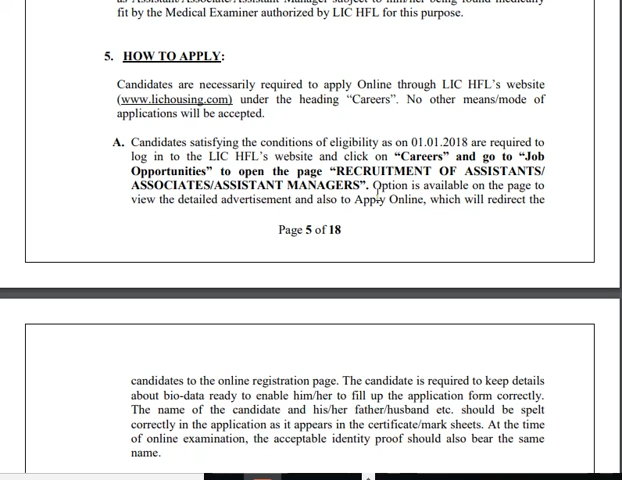 fit by the Medical Examiner authorized by LIC HFL for this purpose.
5. HOW TO APPLY:
Candidates are necessarily required to apply Online through LIC HFL's website
(www.lichousing.com) under the heading "Careers". No other means/mode of
applications will be accepted.
A. Candidates satisfying the conditions of eligibility as on 01.01.2018 are required to
log in to the LIC HFL's website and click on "Careers" and go to "Job
Opportunities" to open the page "RECRUITMENT OF ASSISTANTS/
ASSOCIATES/ASSISTANT MANAGERS". Option is available on the page to
view the detailed advertisement and also to Apply Online, which will redirect the
Page 5 of 18
candidates to the online registration page. The candidate is required to keep details
about bio-data ready to enable him/her to fill up the application form correctly.
The name of the candidate and his/her father/husband etc. should be spelt
correctly in the application as it appears in the certificate/mark sheets. At the time
of online examination, the acceptable identity proof should also bear the same
name.